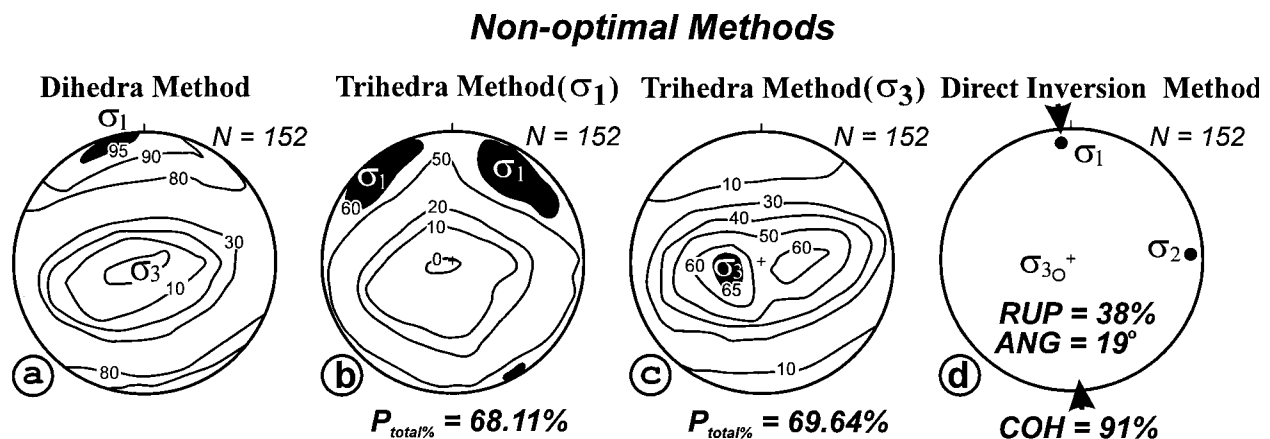 Non-optimal Methods
Dihedra Method
Trihedra Method(σ1)
Trihedra Method(σ3)
Direct Inversion Method
σ1
N = 152
95
90
80
30
σ3
10
80
a
N = 152
50
σ1
σ1
60
20
10
0
+
b
Ptotal% = 68.11%
N = 152
10
30
40
50
60
60
σ3
+
65
10
c
Ptotal% = 69.64%
N = 152
σ1
σ2
σ3 +
RUP = 38%
ANG = 19°
d
COH = 91%